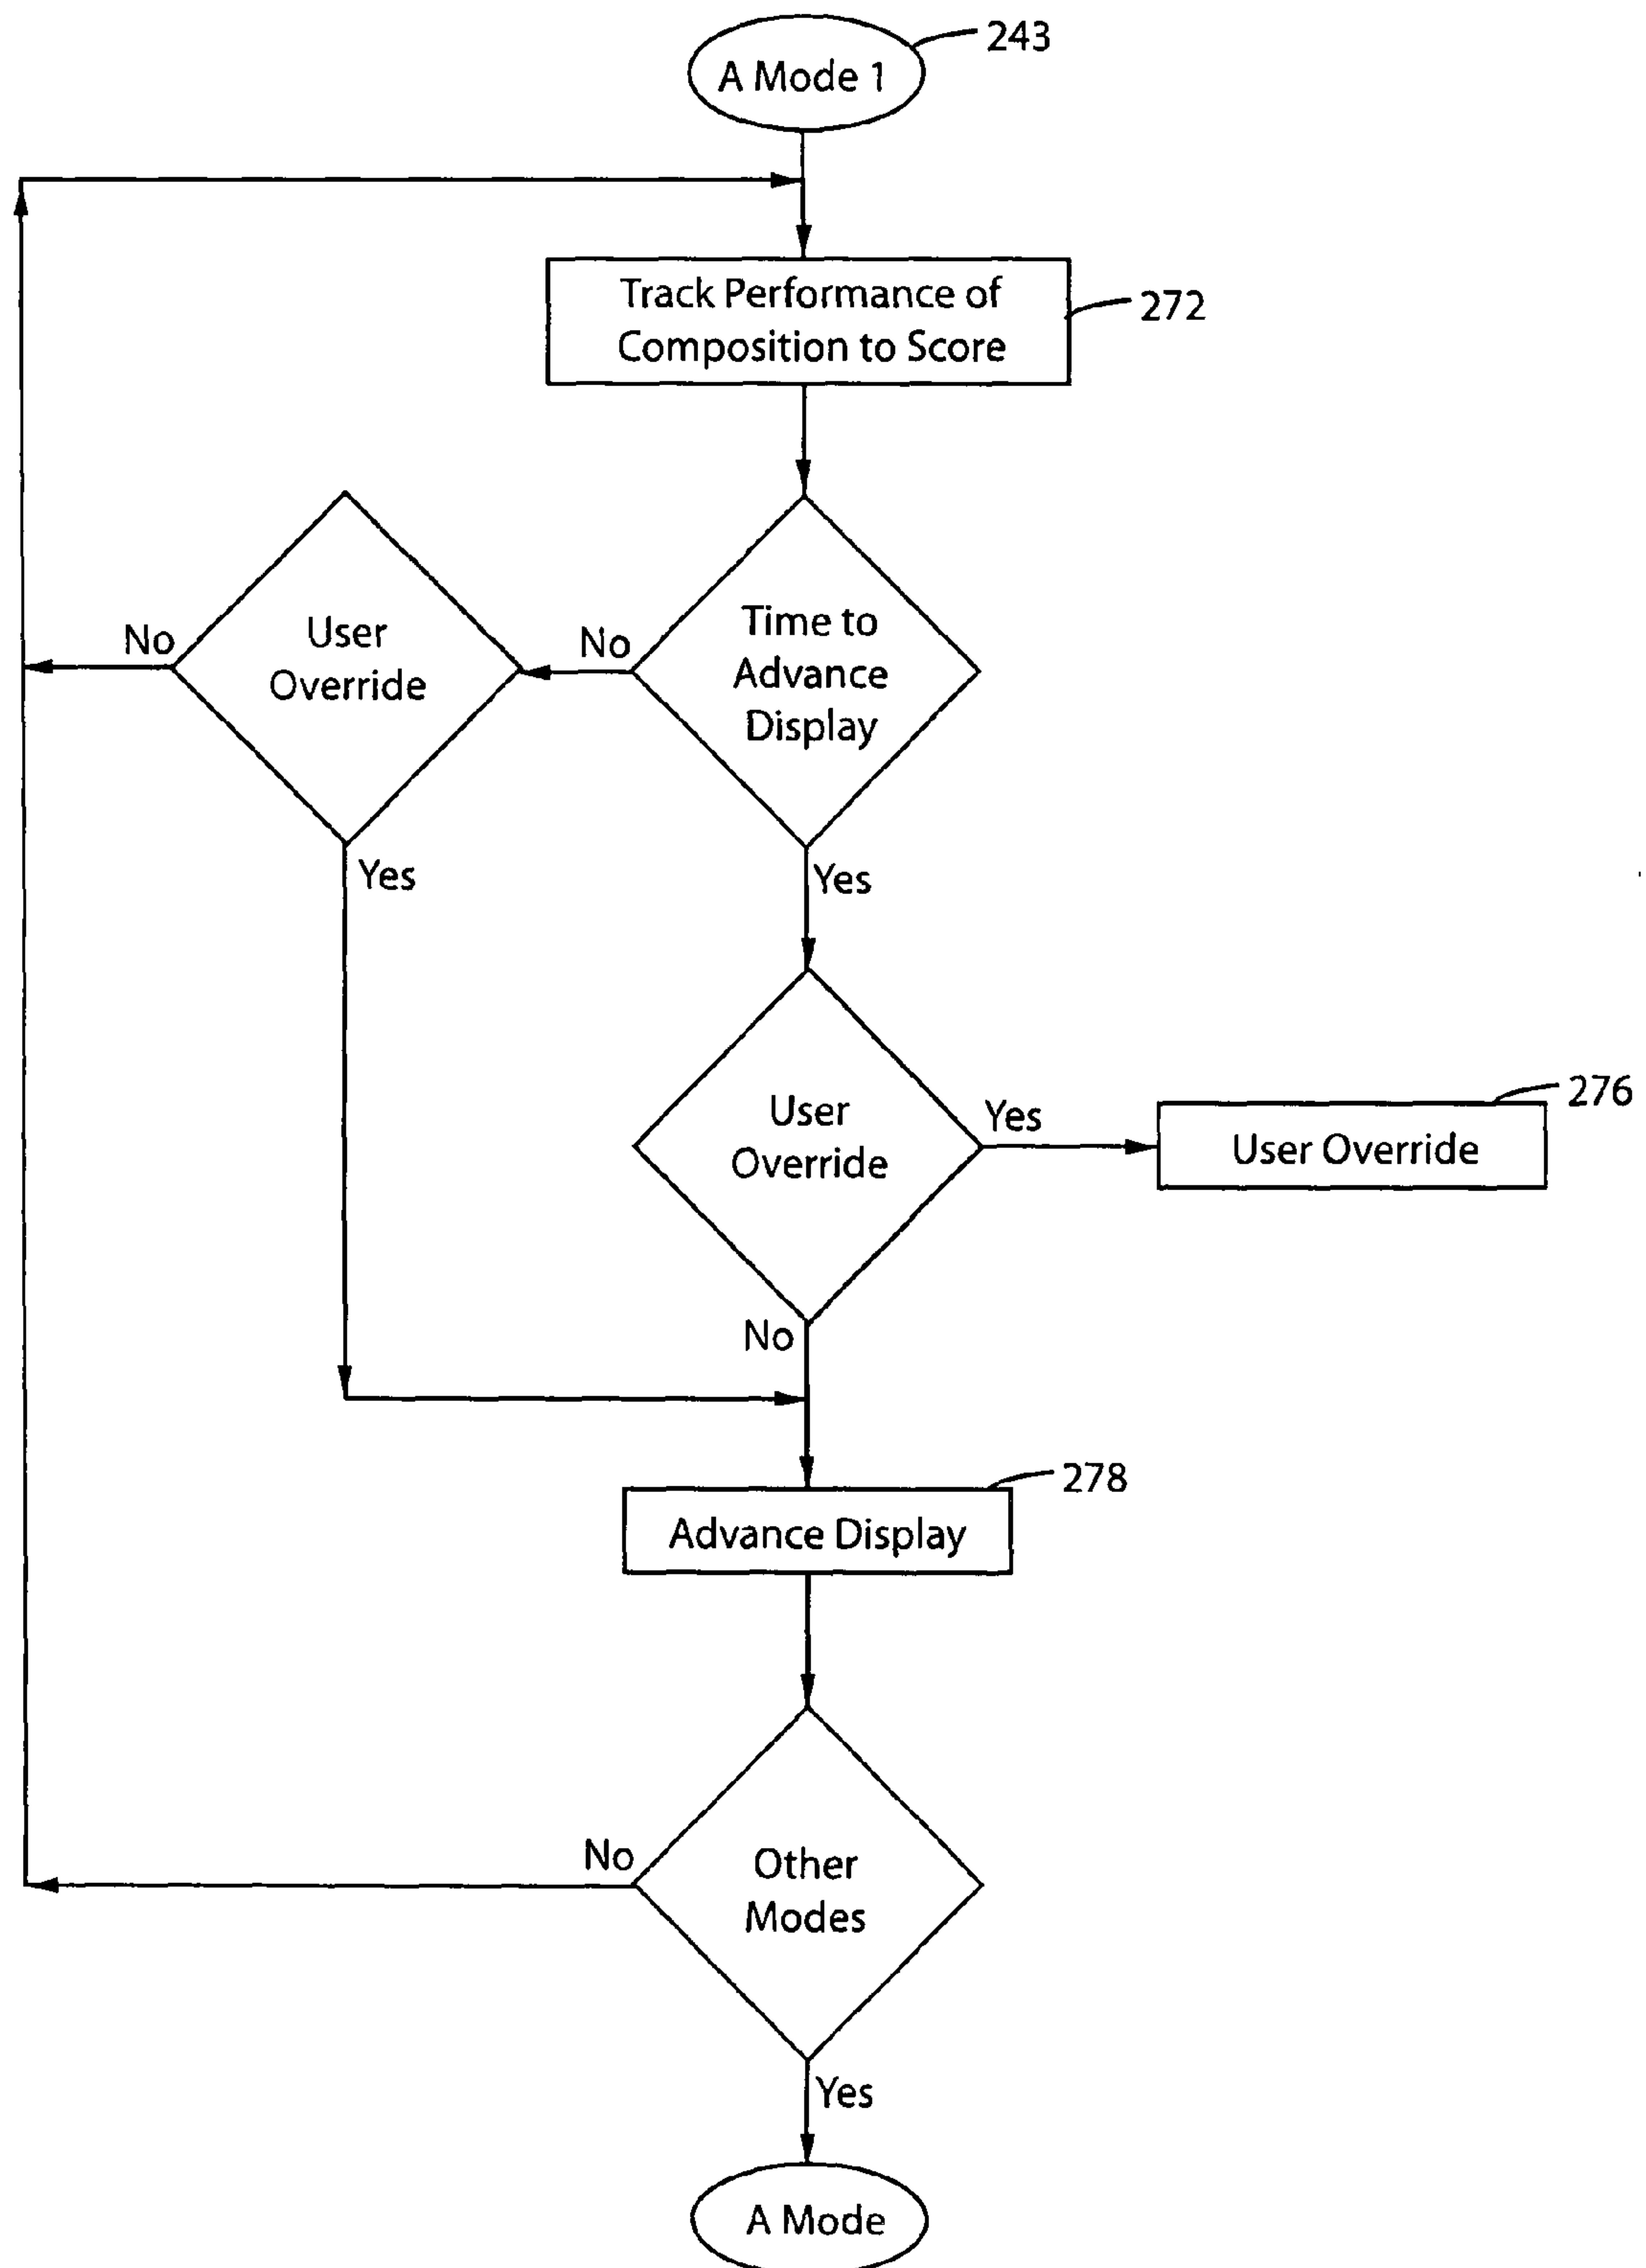 243
A Mode 1
Track Performance of
Composition to Score
272
No
User
Override
No
Time to
Advance
Display
Yes
Yes
User
Override
Yes
User Override
276
No
278
Advance Display
No
Other
Modes
Yes
A Mode